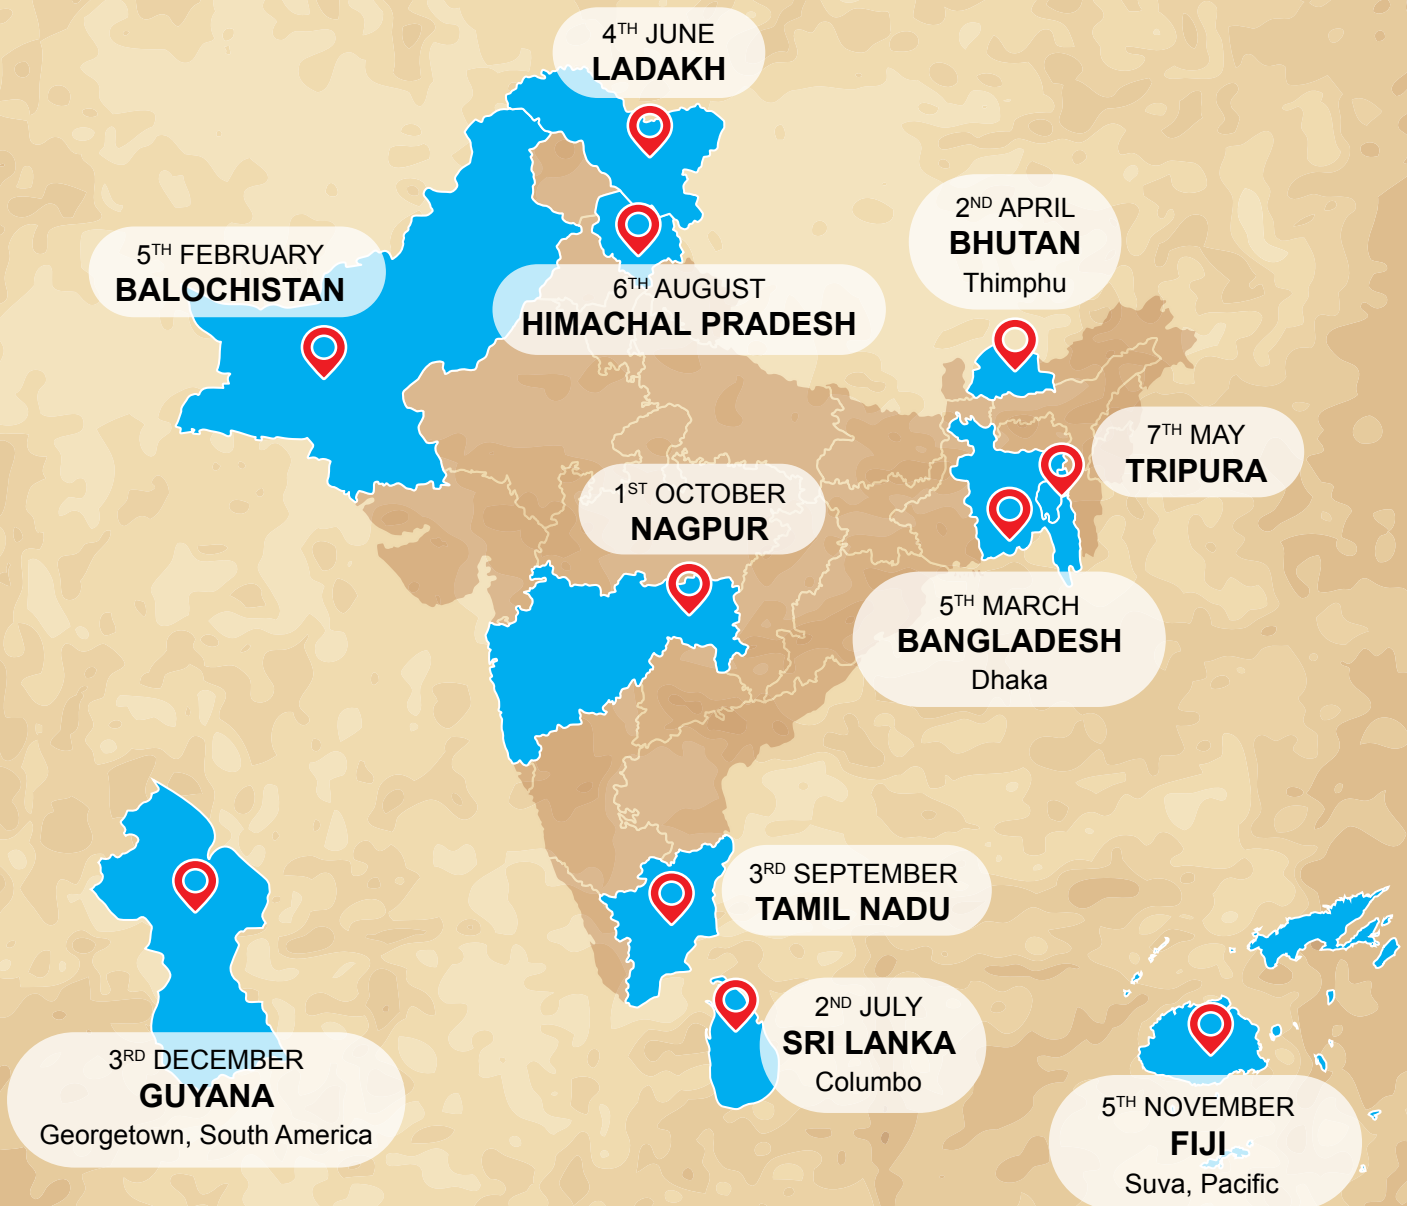 4TH JUNE
LADAKH
2ND APRIL
BHUTAN
Thimphu
5TH FEBRUARY
BALOCHISTAN
6TH AUGUST
HIMACHAL PRADESH
7TH MAY
TRIPURA
1ST OCTOBER
NAGPUR
5TH MARCH
BANGLADESH
Dhaka
3RD SEPTEMBER
TAMIL NADU
2ND JULY
SRI LANKA
Columbo
3RD DECEMBER
GUYANA
Georgetown, South America
5TH NOVEMBER
FIJI
Suva, Pacific